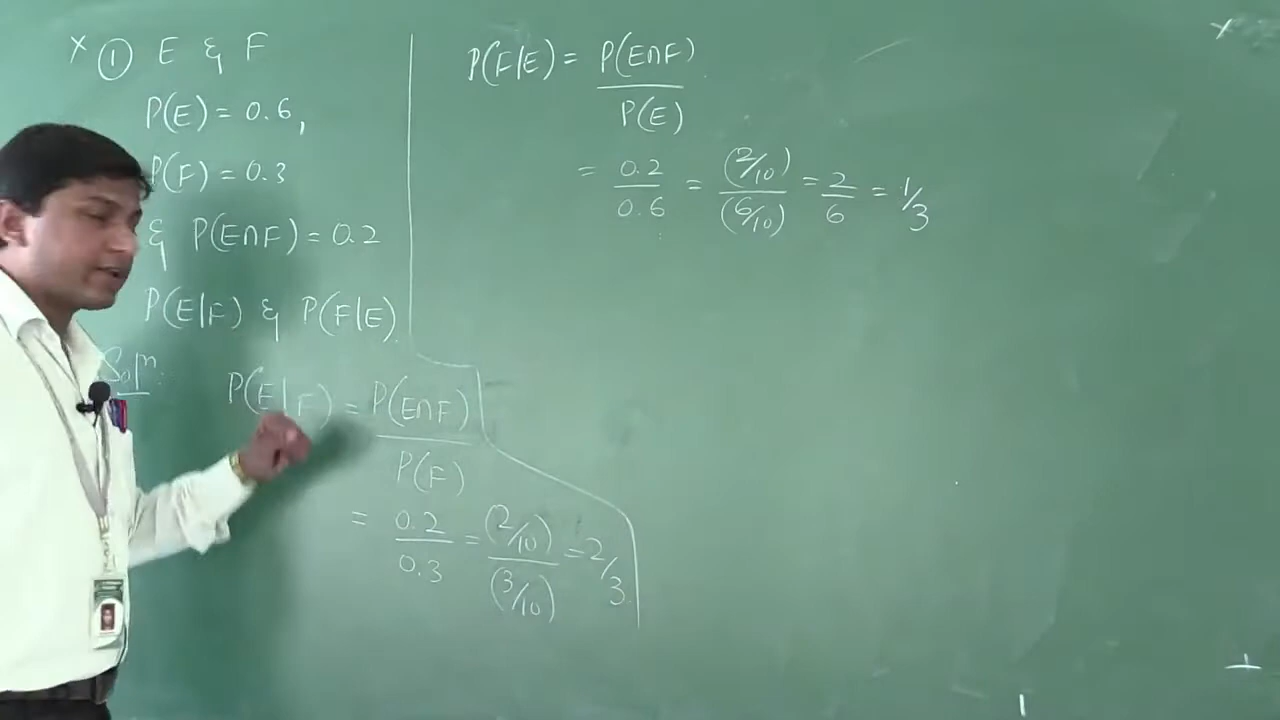 ① E & F
P(E) = 0.6,
P(F) = 0.3
& P(E∩F) = 0.2
P(E|F) & P(F|E).
Solⁿ:
P(E|F) = P(E∩F)
P(F)
= 0.2 = (2/10) = 2/3
0.3 (3/10)
P(F|E) = P(E∩F)
P(E)
= 0.2 = (2/10) = 2 = 1/3
0.6 (6/10) 6